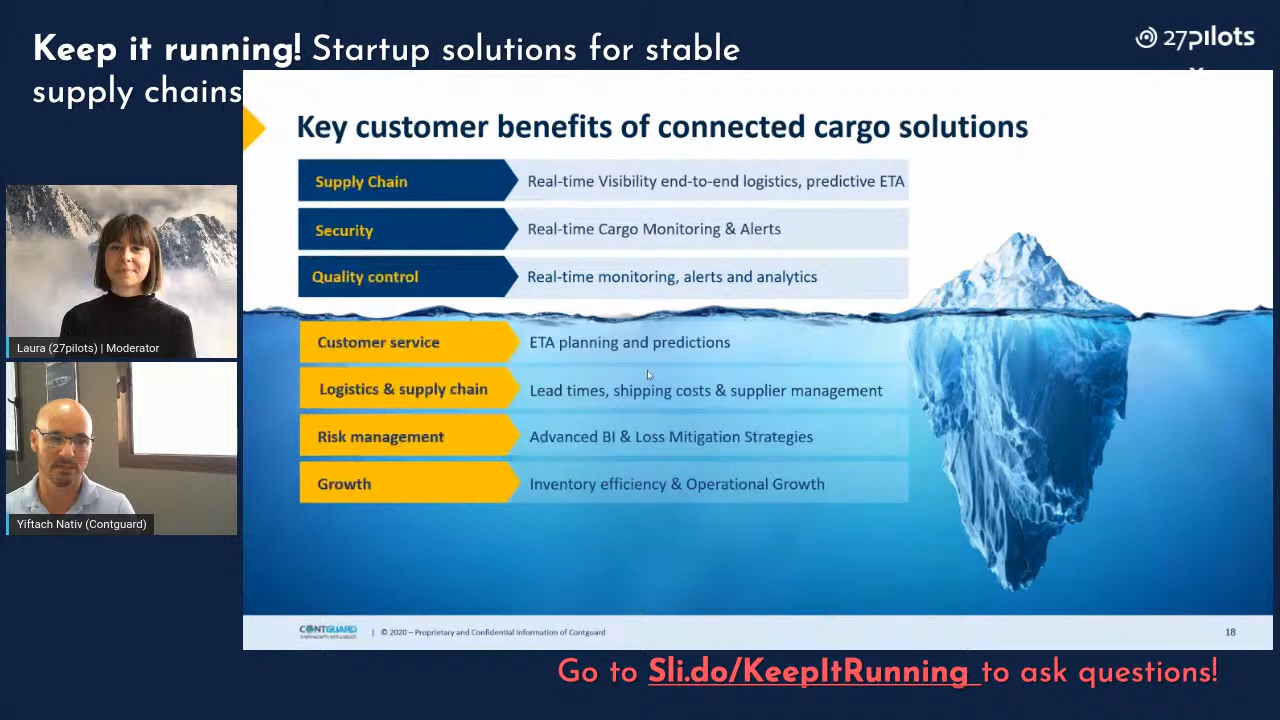 Keep it running! Startup solutions for stable
supply chains
27pilots
Key customer benefits of connected cargo solutions
Supply Chain
Real-time Visibility end-to-end logistics, predictive ETA
Security
Real-time Cargo Monitoring & Alerts
Quality control
Real-time monitoring, alerts and analytics
Customer service
ETA planning and predictions
Logistics & supply chain
Lead times, shipping costs & supplier management
Risk management
Advanced BI & Loss Mitigation Strategies
Growth
Inventory efficiency & Operational Growth
Laura (27pilots) | Moderator
Yiftach Nativ (Contguard)
CONTGUARD
| © 2020 – Proprietary and Confidential Information of Contguard
18
Go to Sli.do/KeepItRunning to ask questions!